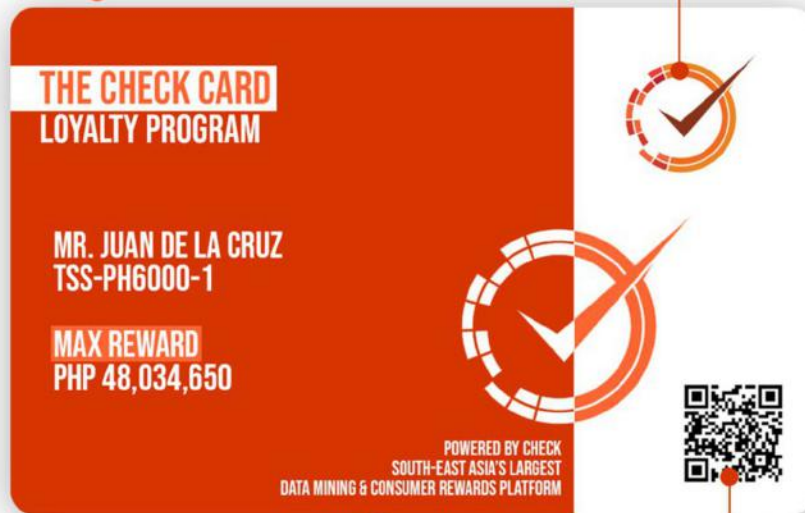 THE CHECK CARD
LOYALTY PROGRAM
MR. JUAN DE LA CRUZ
TSS-PH6000-1
MAX REWARD
PHP 48,034,650
POWERED BY CHECK
SOUTH-EAST ASIA'S LARGEST
DATA MINING & CONSUMER REWARDS PLATFORM